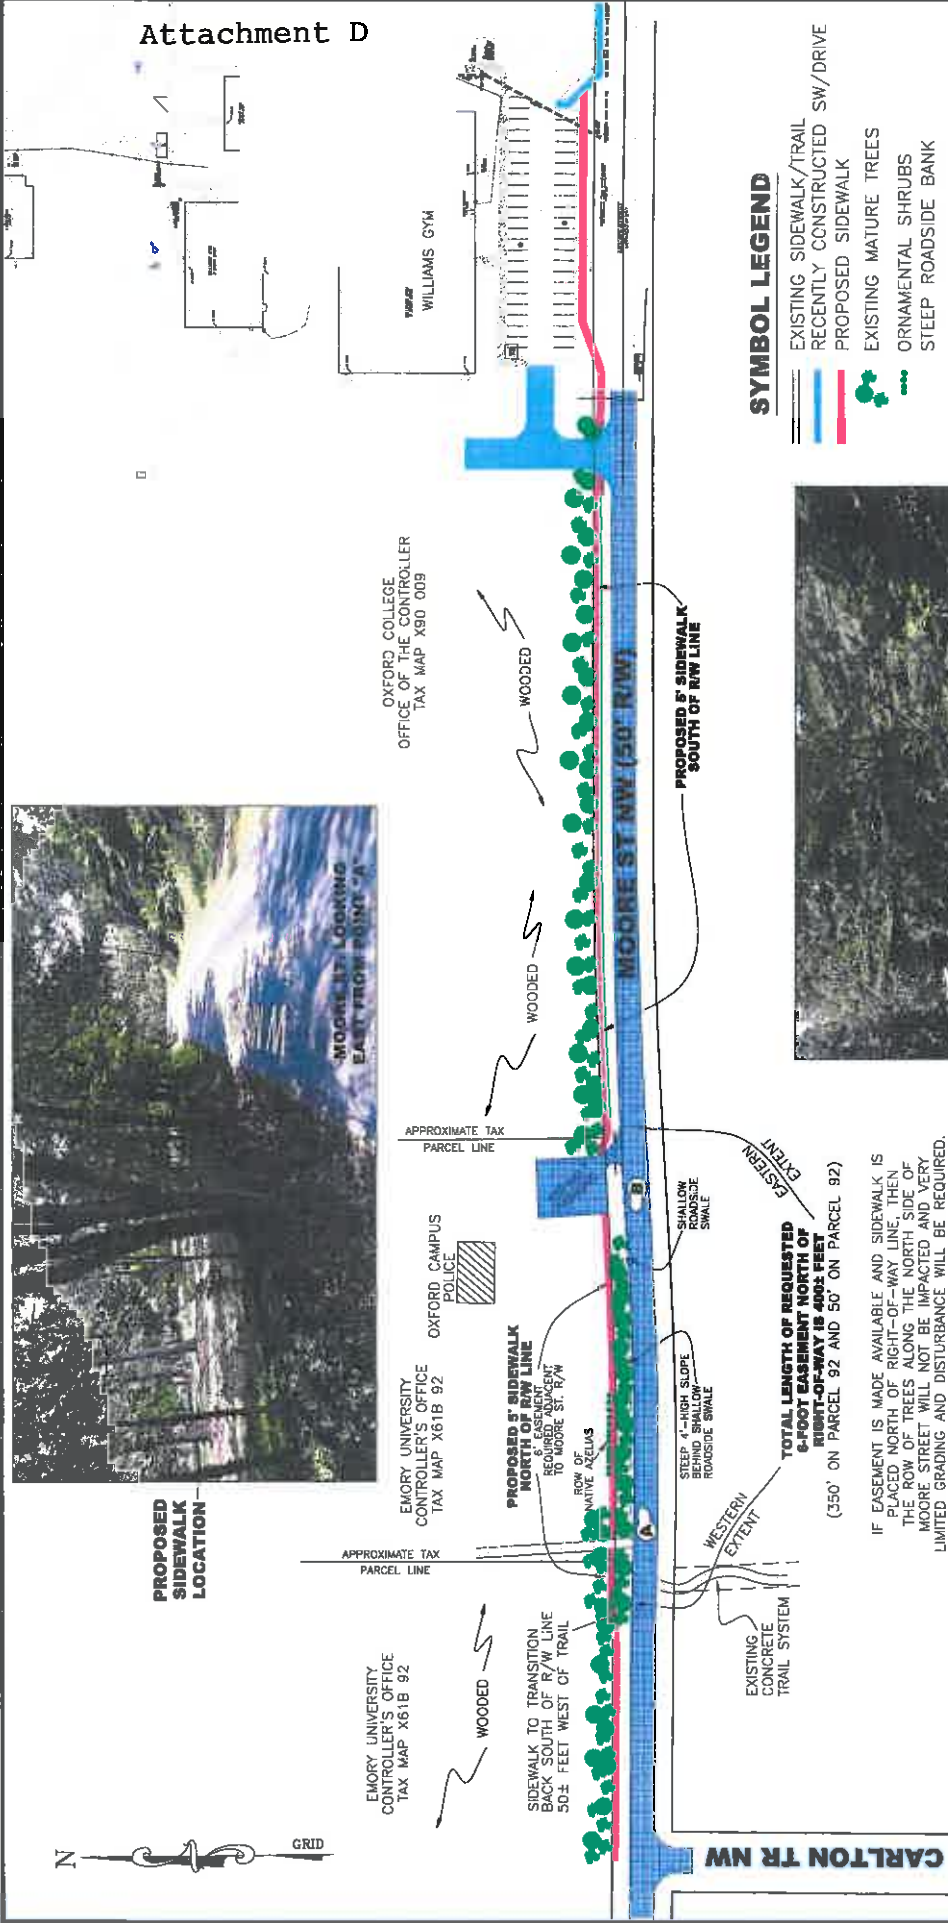 Attachment D
WILLIAMS GYM
SYMBOL LEGEND
EXISTING SIDEWALK/TRAIL
RECENTLY CONSTRUCTED SW/DRIVE
PROPOSED SIDEWALK
EXISTING MATURE TREES
ORNAMENTAL SHRUBS
STEEP ROADSIDE BANK
OXFORD COLLEGE
OFFICE OF THE CONTROLLER
TAX MAP X90 009
WOODED
WOODED
MOORE ST NW (50' R/W)
PROPOSED 5' SIDEWALK
SOUTH OF R/W LINE
MOORE ST. LOOKING
EAST FROM POINT "A"
PROPOSED
SIDEWALK
LOCATION
APPROXIMATE TAX
PARCEL LINE
OXFORD CAMPUS
POLICE
EMORY UNIVERSITY
CONTROLLER'S OFFICE
TAX MAP X61B 92
PROPOSED 5' SIDEWALK
NORTH OF R/W LINE
6' EASEMENT
REQUIRED ADJACENT
TO MOORE ST. R/W
ROW OF
NATIVE AZELIAS
B
A
SHALLOW
ROADSIDE
SWALE
STEEP 4'-HIGH SLOPE
BEHIND SHALLOW
ROADSIDE SWALE
EASTERN
EXTENT
WESTERN
EXTENT
TOTAL LENGTH OF REQUESTED
6-FOOT EASEMENT NORTH OF
RIGHT-OF-WAY IS 400± FEET
(350' ON PARCEL 92 AND 50' ON PARCEL 92)
IF EASEMENT IS MADE AVAILABLE AND SIDEWALK IS
PLACED NORTH OF RIGHT-OF-WAY LINE, THEN
THE ROW OF TREES ALONG THE NORTH SIDE OF
MOORE STREET WILL NOT BE IMPACTED AND VERY
LIMITED GRADING AND DISTURBANCE WILL BE REQUIRED.
APPROXIMATE TAX
PARCEL LINE
EMORY UNIVERSITY
CONTROLLER'S OFFICE
TAX MAP X61B 92
WOODED
SIDEWALK TO TRANSITION
BACK SOUTH OF R/W LINE
50± FEET WEST OF TRAIL
EXISTING
CONCRETE
TRAIL SYSTEM
N
GRID
CARLTON TR NW